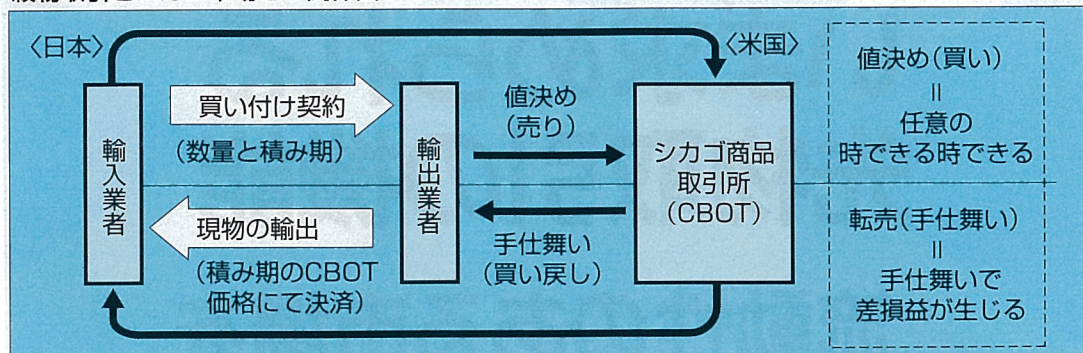 〈日本〉
〈米国〉
輸入業者
買い付け契約
(数量と積み期)
現物の輸出
(積み期のCBOT
価格にて決済)
輸出業者
値決め
(売り)
手仕舞い
(買い戻し)
シカゴ商品
取引所
(CBOT)
値決め(買い)
=
任意の
時できる時できる
転売(手仕舞い)
=
手仕舞いで
差損益が生じる